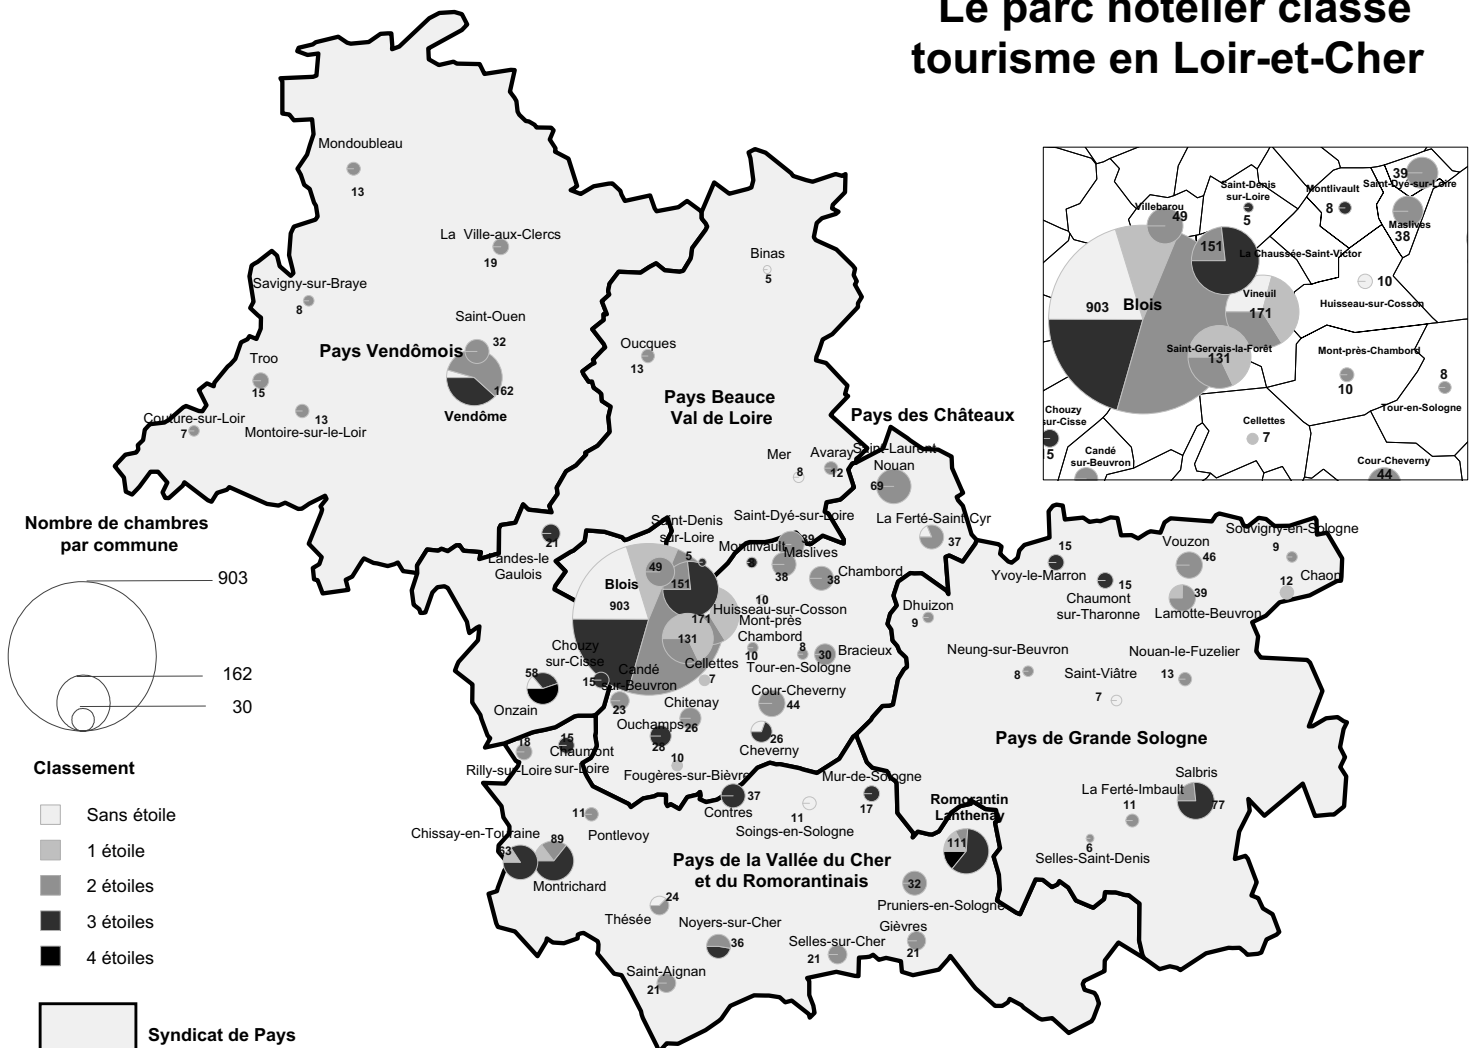 Le parc hôtelier classé
tourisme en Loir-et-Cher
Mondoubleau
13
La Ville-aux-Clercs
19
Savigny-sur-Braye
8
Saint-Ouen
32
Pays Vendômois
Troo
15
162
Vendôme
Couture-sur-Loir
7
13
Montoire-sur-le-Loir
Binas
5
Oucques
13
Pays Beauce
Val de Loire
Mer
8
Avaray
12
Pays des Châteaux
Saint-Laurent
Nouan
69
La Ferté-Saint-Cyr
37
Saint-Denis
sur-Loire
5
Villebarou
49
Montlivault
8
39
Saint-Dyé-sur-Loire
Maslives
38
151
La Chaussée-Saint-Victor
903
Blois
Vineuil
171
10
Huisseau-sur-Cosson
Saint-Gervais-la-Forêt
131
Mont-près-Chambord
10
8
Tour-en-Sologne
Chouzy
sur-Cisse
5
Cellettes
7
Candé
sur-Beuvron
Cour-Cheverny
44
Nombre de chambres
par commune
903
162
30
Classement
Sans étoile
1 étoile
2 étoiles
3 étoiles
4 étoiles
Syndicat de Pays
21
Landes-le
Gaulois
Saint-Denis
sur-Loire
5
Saint-Dyé-sur-Loire
39
Montlivault
8
Maslives
38
Chambord
38
Blois
903
49
151
171
131
10
Huisseau-sur-Cosson
Mont-près
Chambord
10
8
Tour-en-Sologne
30
Bracieux
Chouzy
sur-Cisse
15
58
Onzain
Candé
sur-Beuvron
23
Cellettes
7
Cour-Cheverny
44
Chitenay
26
Ouchamps
28
26
Cheverny
18
Rilly-sur-Loire
15
Chaumont
sur-Loire
10
Fougères-sur-Bièvre
37
Contres
Mur-de-Sologne
17
11
Soings-en-Sologne
11
Pontlevoy
Chissay-en-Touraine
63
89
Montrichard
Pays de la Vallée du Cher
et du Romorantinais
Romorantin
Lanthenay
111
24
Thésée
32
Pruniers-en-Sologne
Noyers-sur-Cher
36
Gièvres
21
Selles-sur-Cher
21
Saint-Aignan
21
15
Yvoy-le-Marron
15
Chaumont
sur-Tharonne
Vouzon
46
Souvigny-en-Sologne
9
12
Chaon
39
Lamotte-Beuvron
Dhuizon
9
Neung-sur-Beuvron
8
Saint-Viâtre
7
Nouan-le-Fuzelier
13
Pays de Grande Sologne
Salbris
77
La Ferté-Imbault
11
6
Selles-Saint-Denis